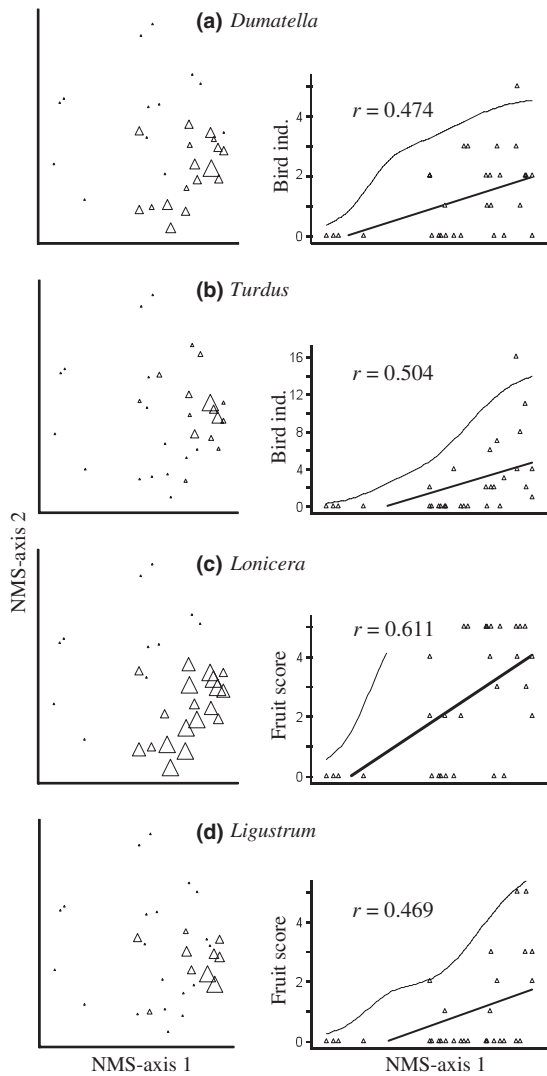 (a) Dumatella
r = 0.474
Bird ind.
4
2
0
(b) Turdus
r = 0.504
Bird ind.
16
12
8
4
0
NMS-axis 2
(c) Lonicera
r = 0.611
Fruit score
4
2
0
(d) Ligustrum
r = 0.469
Fruit score
4
2
0
NMS-axis 1
NMS-axis 1